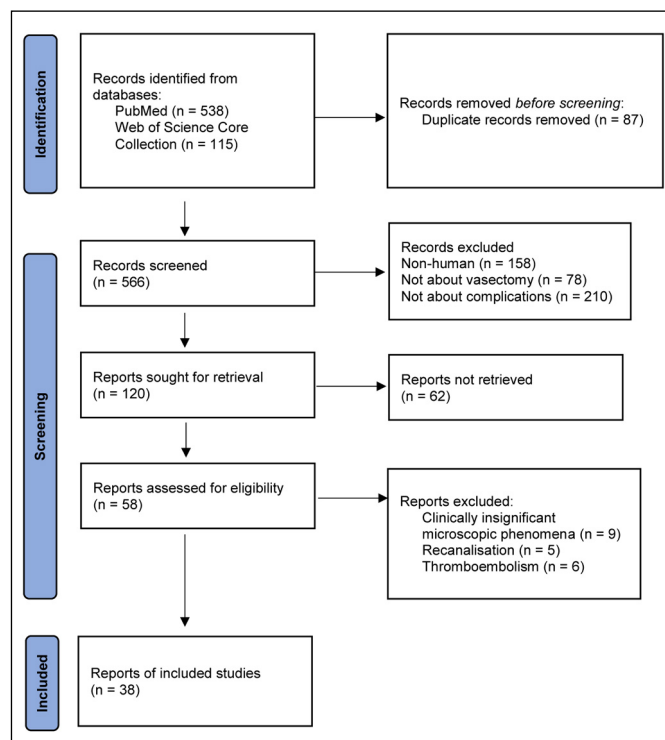 Identification
Records identified from
databases:
PubMed (n = 538)
Web of Science Core
Collection (n = 115)
Records removed before screening:
Duplicate records removed (n = 87)
Screening
Records screened
(n = 566)
Records excluded
Non-human (n = 158)
Not about vasectomy (n = 78)
Not about complications (n = 210)
Reports sought for retrieval
(n = 120)
Reports not retrieved
(n = 62)
Reports assessed for eligibility
(n = 58)
Reports excluded:
Clinically insignificant
microscopic phenomena (n = 9)
Recanalisation (n = 5)
Thromboembolism (n = 6)
Included
Reports of included studies
(n = 38)